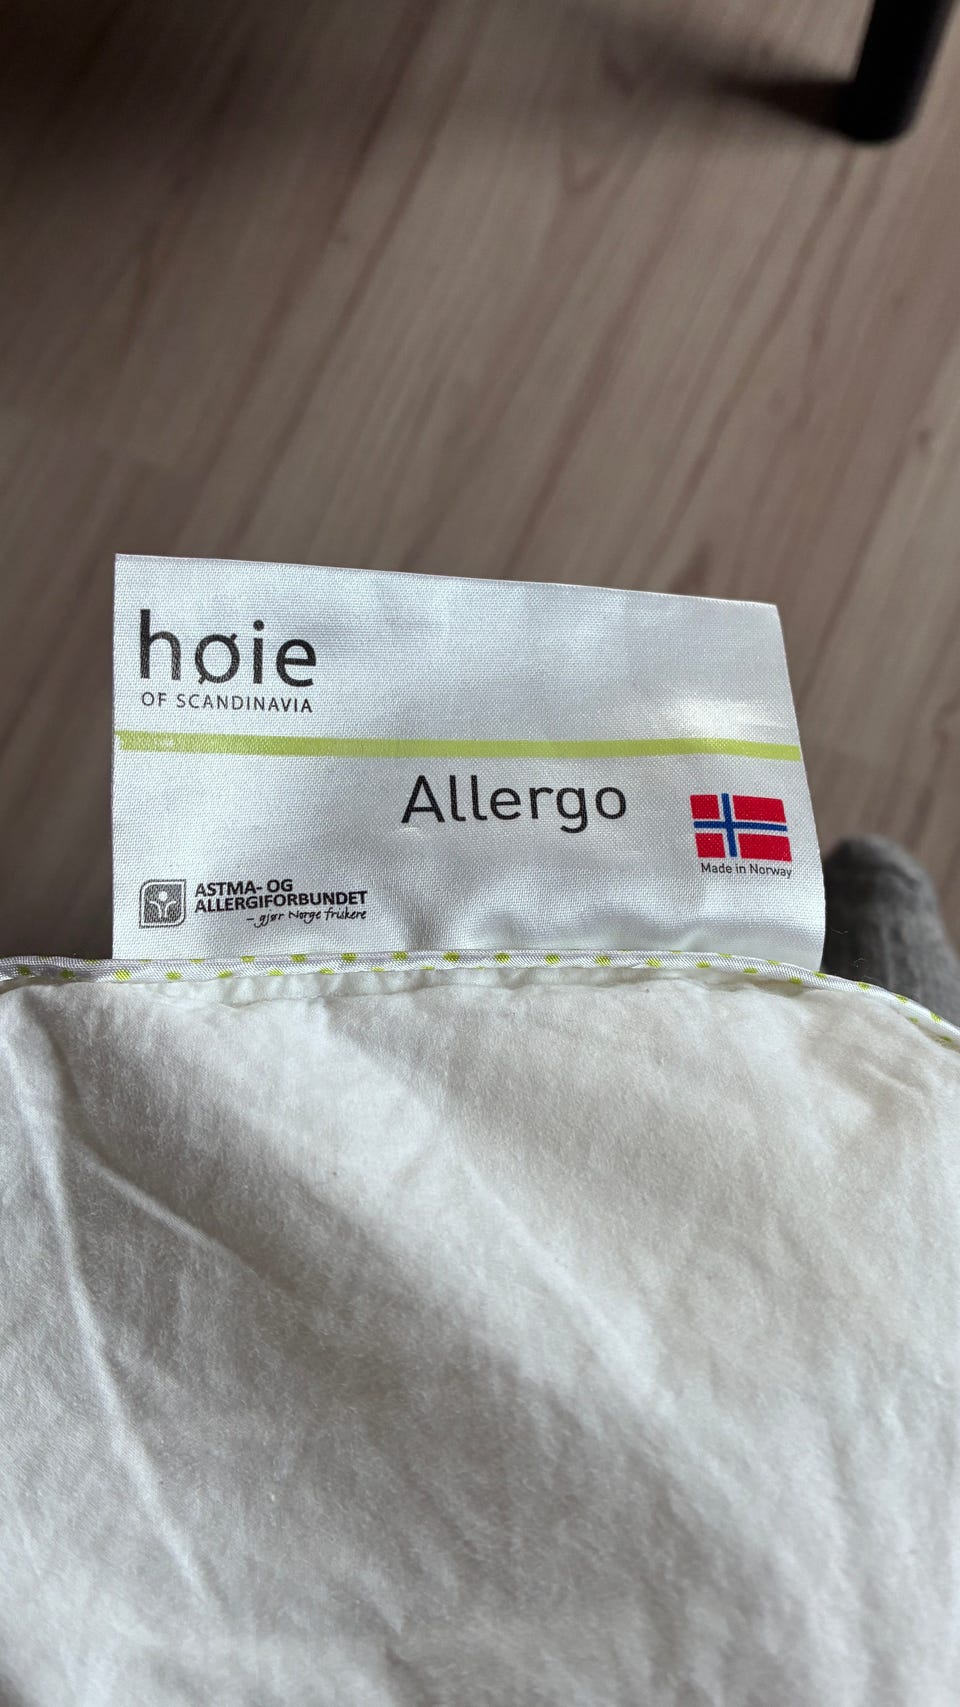 høie
OF SCANDINAVIA
Allergo
Made in Norway
ASTMA- OG
ALLERGIFORBUNDET
– gjør Norge friskere